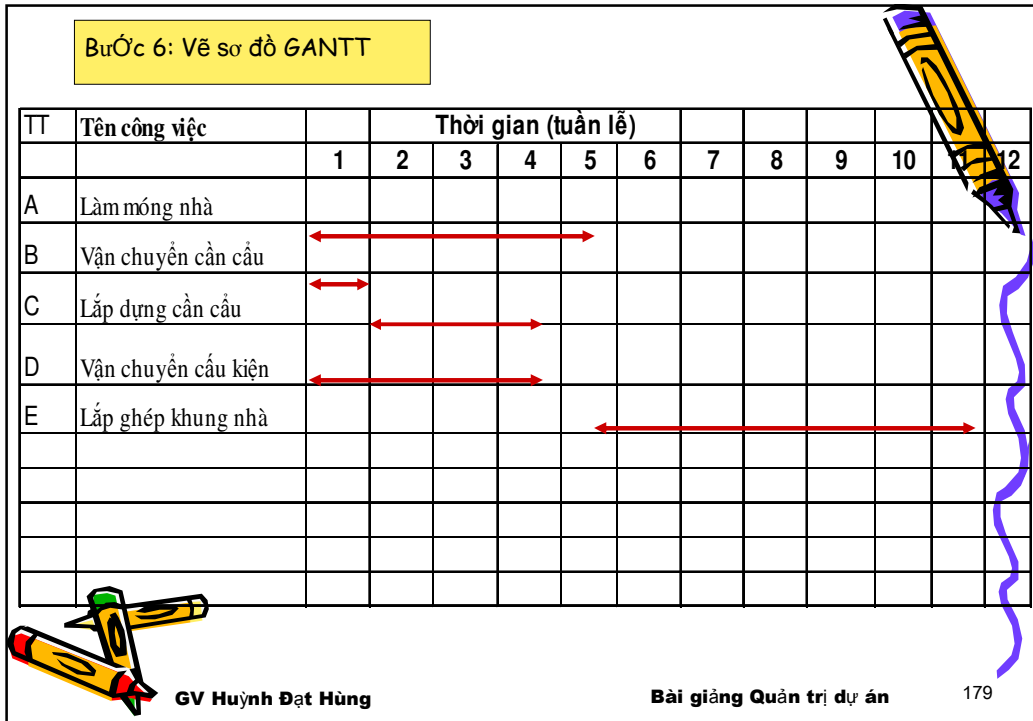 BưỚc 6: Vẽ sơ đồ GANTT
TT Tên công việc Thời gian (tuần lễ)
1 2 3 4 5 6 7 8 9 10 11 12
A Làm móng nhà
B Vận chuyển cần cẩu
C Lắp dựng cần cẩu
D Vận chuyển cấu kiện
E Lắp ghép khung nhà
GV Huỳnh Đạt Hùng Bài giảng Quản trị dự án 179